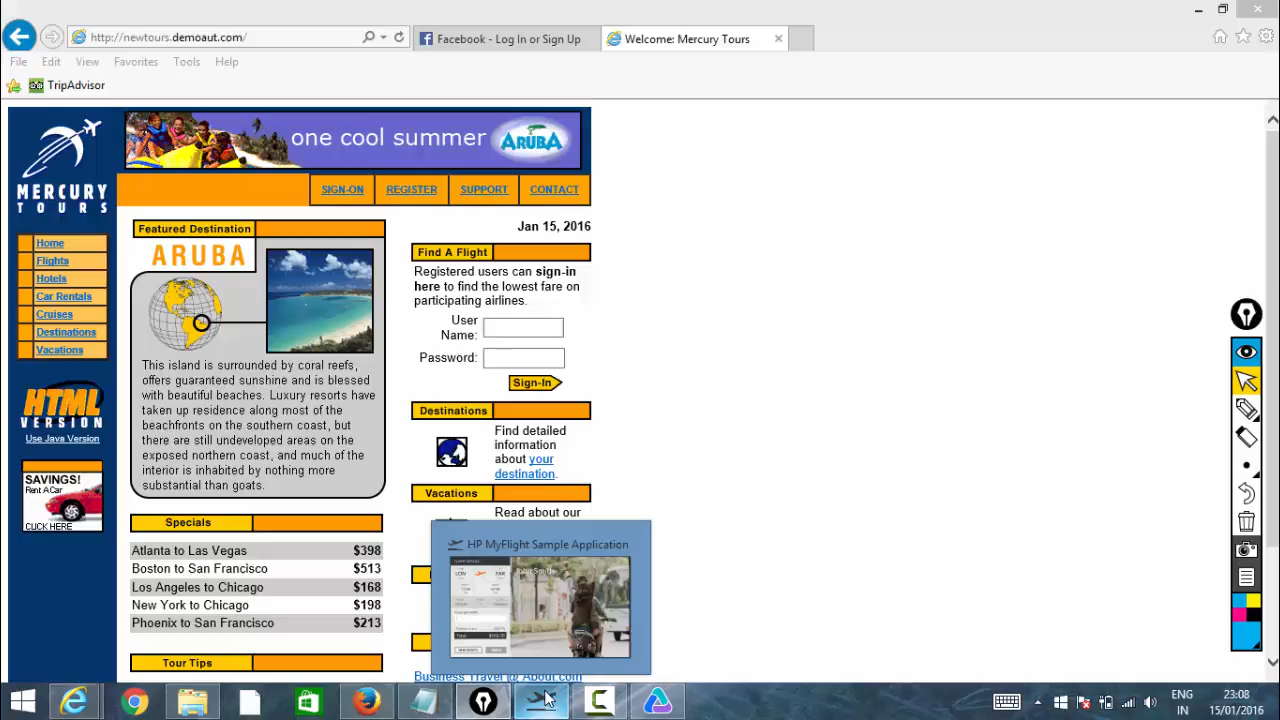 http://newtours.demoaut.com/
Facebook - Log In or Sign Up
Welcome: Mercury Tours
File Edit View Favorites Tools Help
TripAdvisor
MERCURY
TOURS
one cool summer ARUBA
SIGN-ON REGISTER SUPPORT CONTACT
Home
Flights
Hotels
Car Rentals
Cruises
Destinations
Vacations
HTML
VERSION
Use Java Version
SAVINGS!
Rent A Car
CLICK HERE
Featured Destination
ARUBA
This island is surrounded by coral reefs,
offers guaranteed sunshine and is blessed
with beautiful beaches. Luxury resorts have
taken up residence along most of the
beachfronts on the southern coast, but
there are still undeveloped areas on the
exposed northern coast, and much of the
interior is inhabited by nothing more
substantial than goats.
Specials
Atlanta to Las Vegas $398
Boston to San Francisco $513
Los Angeles to Chicago $168
New York to Chicago $198
Phoenix to San Francisco $213
Tour Tips
Jan 15, 2016
Find A Flight
Registered users can sign-in
here to find the lowest fare on
participating airlines.
User
Name:
Password:
Sign-In
Destinations
Find detailed
information
about your
destination.
Vacations
Read about our
HP MyFlight Sample Application
John Smith
LON PAR
Total
Business Travel @ About.com
ENG
IN
23:08
15/01/2016